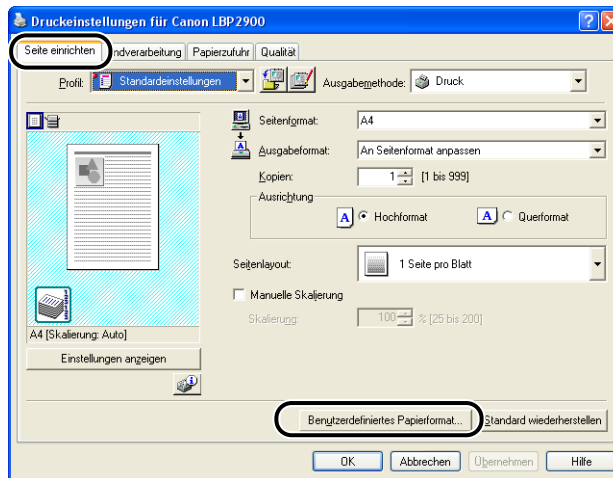 Druckeinstellungen für Canon LBP2900
Seite einrichten ndverarbeitung Papierzufuhr Qualität
Profil: Standardeinstellungen Ausgabemethode: Druck
Seitenformat: A4
Ausgabeformat: An Seitenformat anpassen
Kopien: 1 [1 bis 999]
Ausrichtung
A Hochformat A Querformat
Seitenlayout: 1 Seite pro Blatt
Manuelle Skalierung
Skalierung: 100 % [25 bis 200]
A4 [Skalierung: Auto]
Einstellungen anzeigen
Benutzerdefiniertes Papierformat... Standard wiederherstellen
OK Abbrechen Übernehmen Hilfe